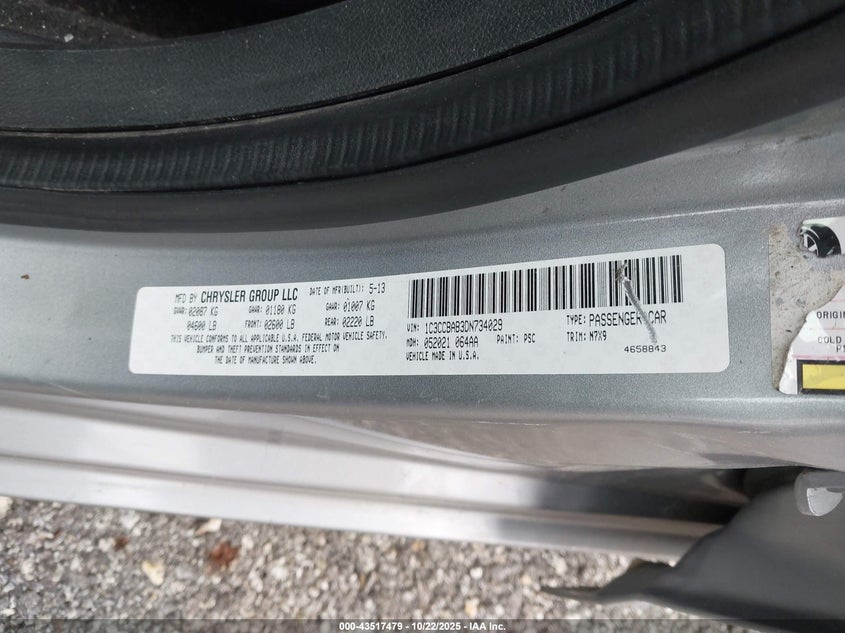 MFD BY CHRYSLER GROUP LLC DATE OF MFR(BUILT): 5-13
GVWR: 02087 KG GAWR: 01180 KG GAWR: 01007 KG
04600 LB FRONT: 02600 LB REAR: 02220 LB
THIS VEHICLE CONFORMS TO ALL APPLICABLE U.S.A. FEDERAL MOTOR VEHICLE SAFETY,
BUMPER AND THEFT PREVENTION STANDARDS IN EFFECT ON
THE DATE OF MANUFACTURE SHOWN ABOVE.
VIN: 1C3CCBAB3DN734029 TYPE: PASSENGER CAR
MDH: 052021 064AA PAINT: PSC TRIM: N7X9
VEHICLE MADE IN U.S.A. 4658843
ORIGIN
COLD
000-43517479 - 10/22/2025 - IAA Inc.